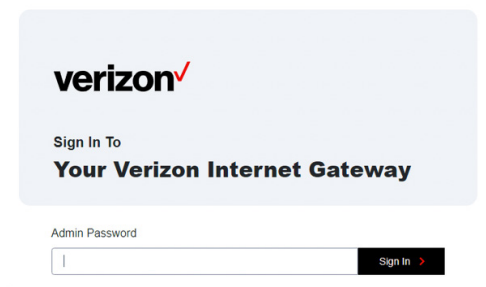 verizon
Sign In To
Your Verizon Internet Gateway
Admin Password
Sign In